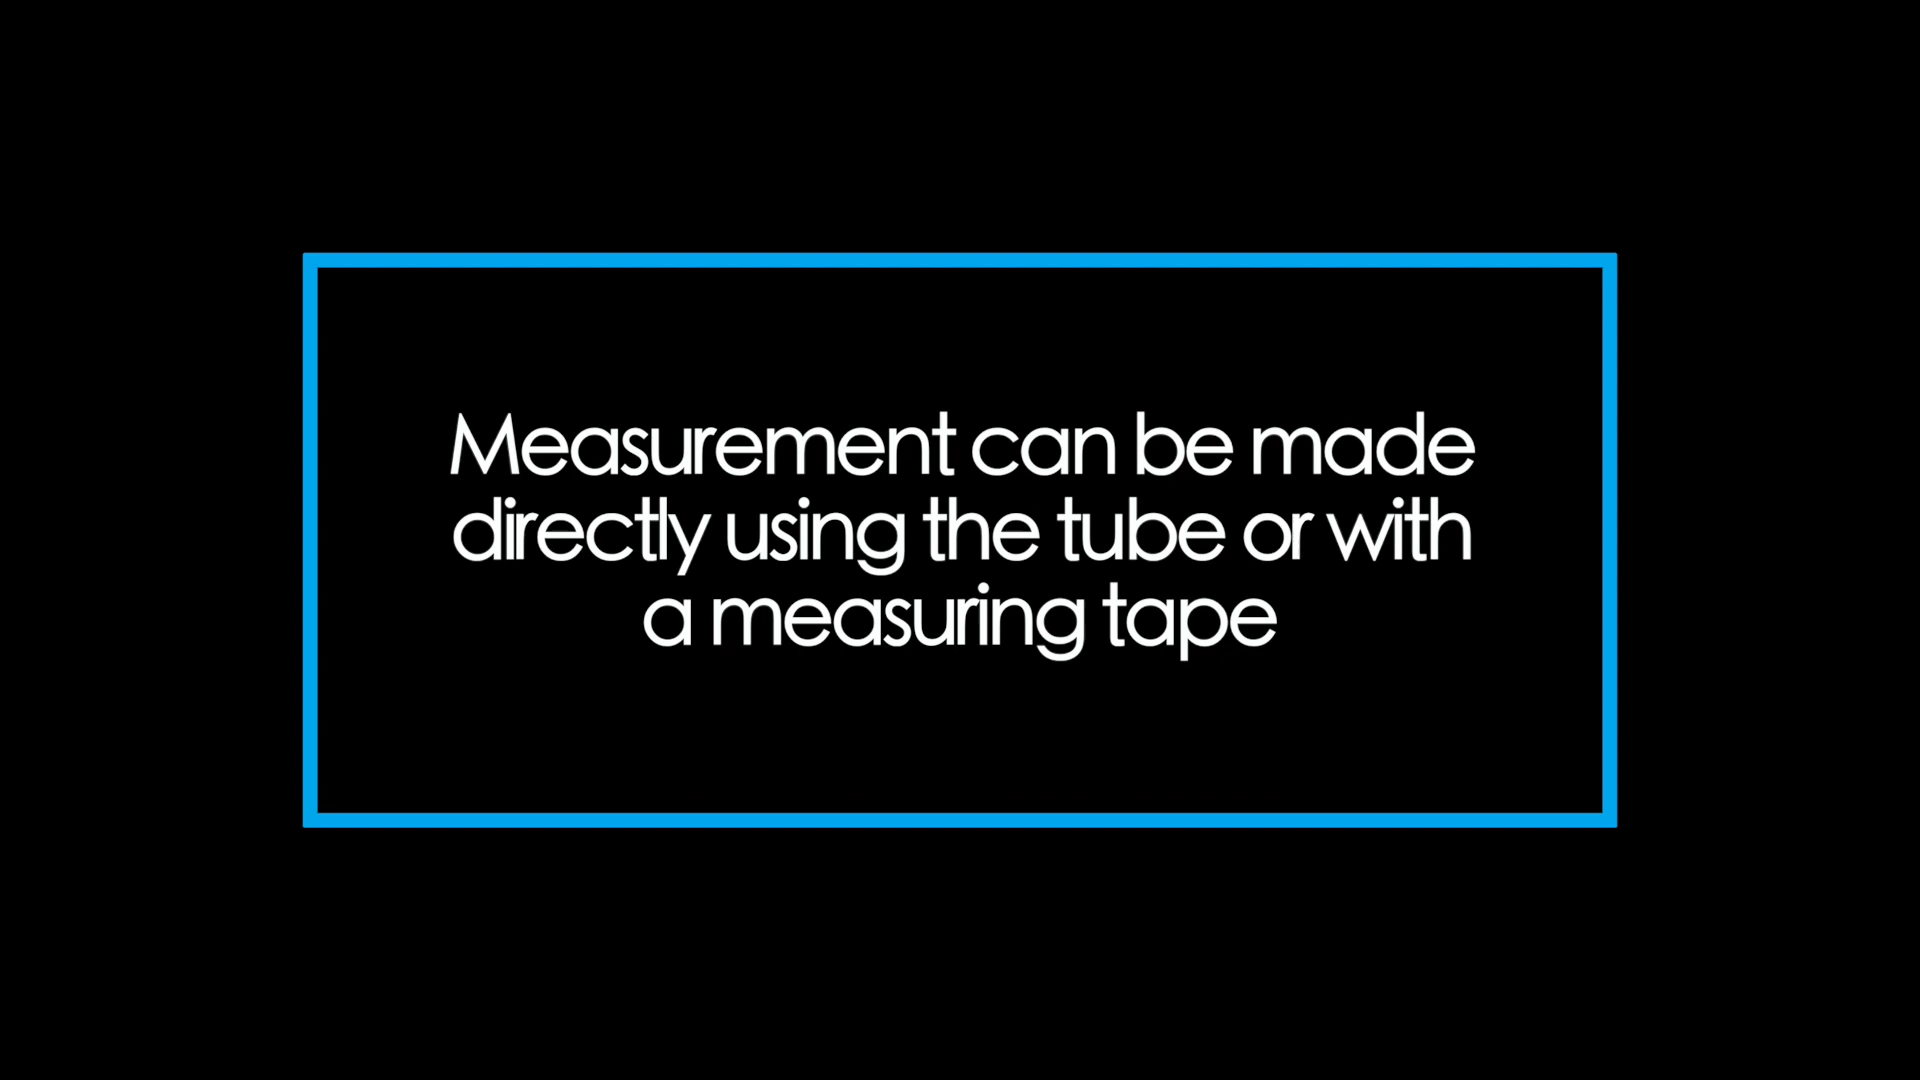 Measurement can be made
directly using the tube or with
a measuring tape